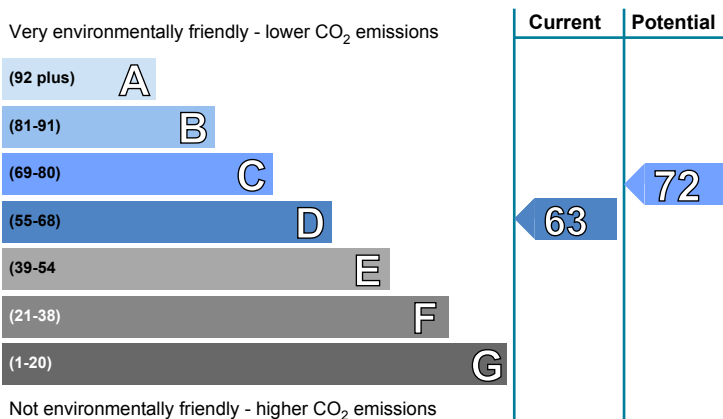 Very environmentally friendly - lower CO₂ emissions
Current
Potential
(92 plus) A
(81-91) B
(69-80) C
72
(55-68) D
63
(39-54 E
(21-38) F
(1-20) G
Not environmentally friendly - higher CO₂ emissions